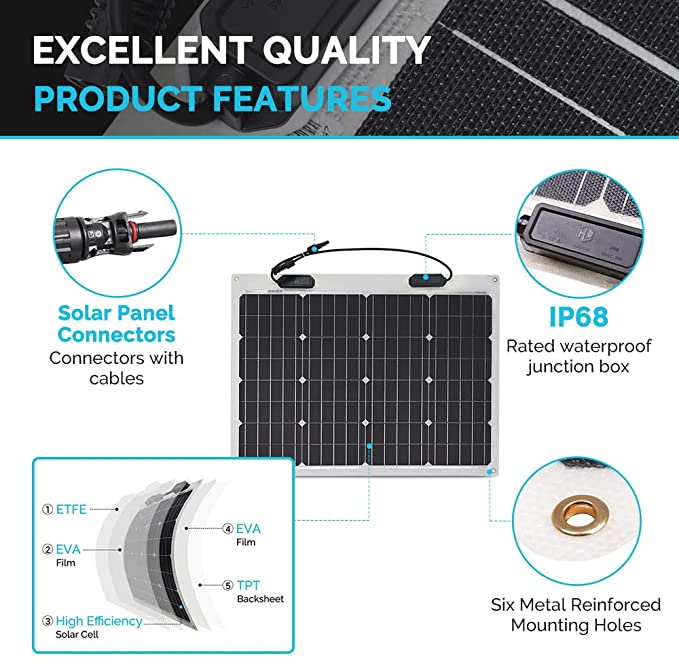 EXCELLENT QUALITY
PRODUCT FEATURES
Solar Panel
Connectors
Connectors with
cables
IP68
Rated waterproof
junction box
① ETFE
② EVA
Film
③ High Efficiency
Solar Cell
④ EVA
Film
⑤ TPT
Backsheet
Six Metal Reinforced
Mounting Holes